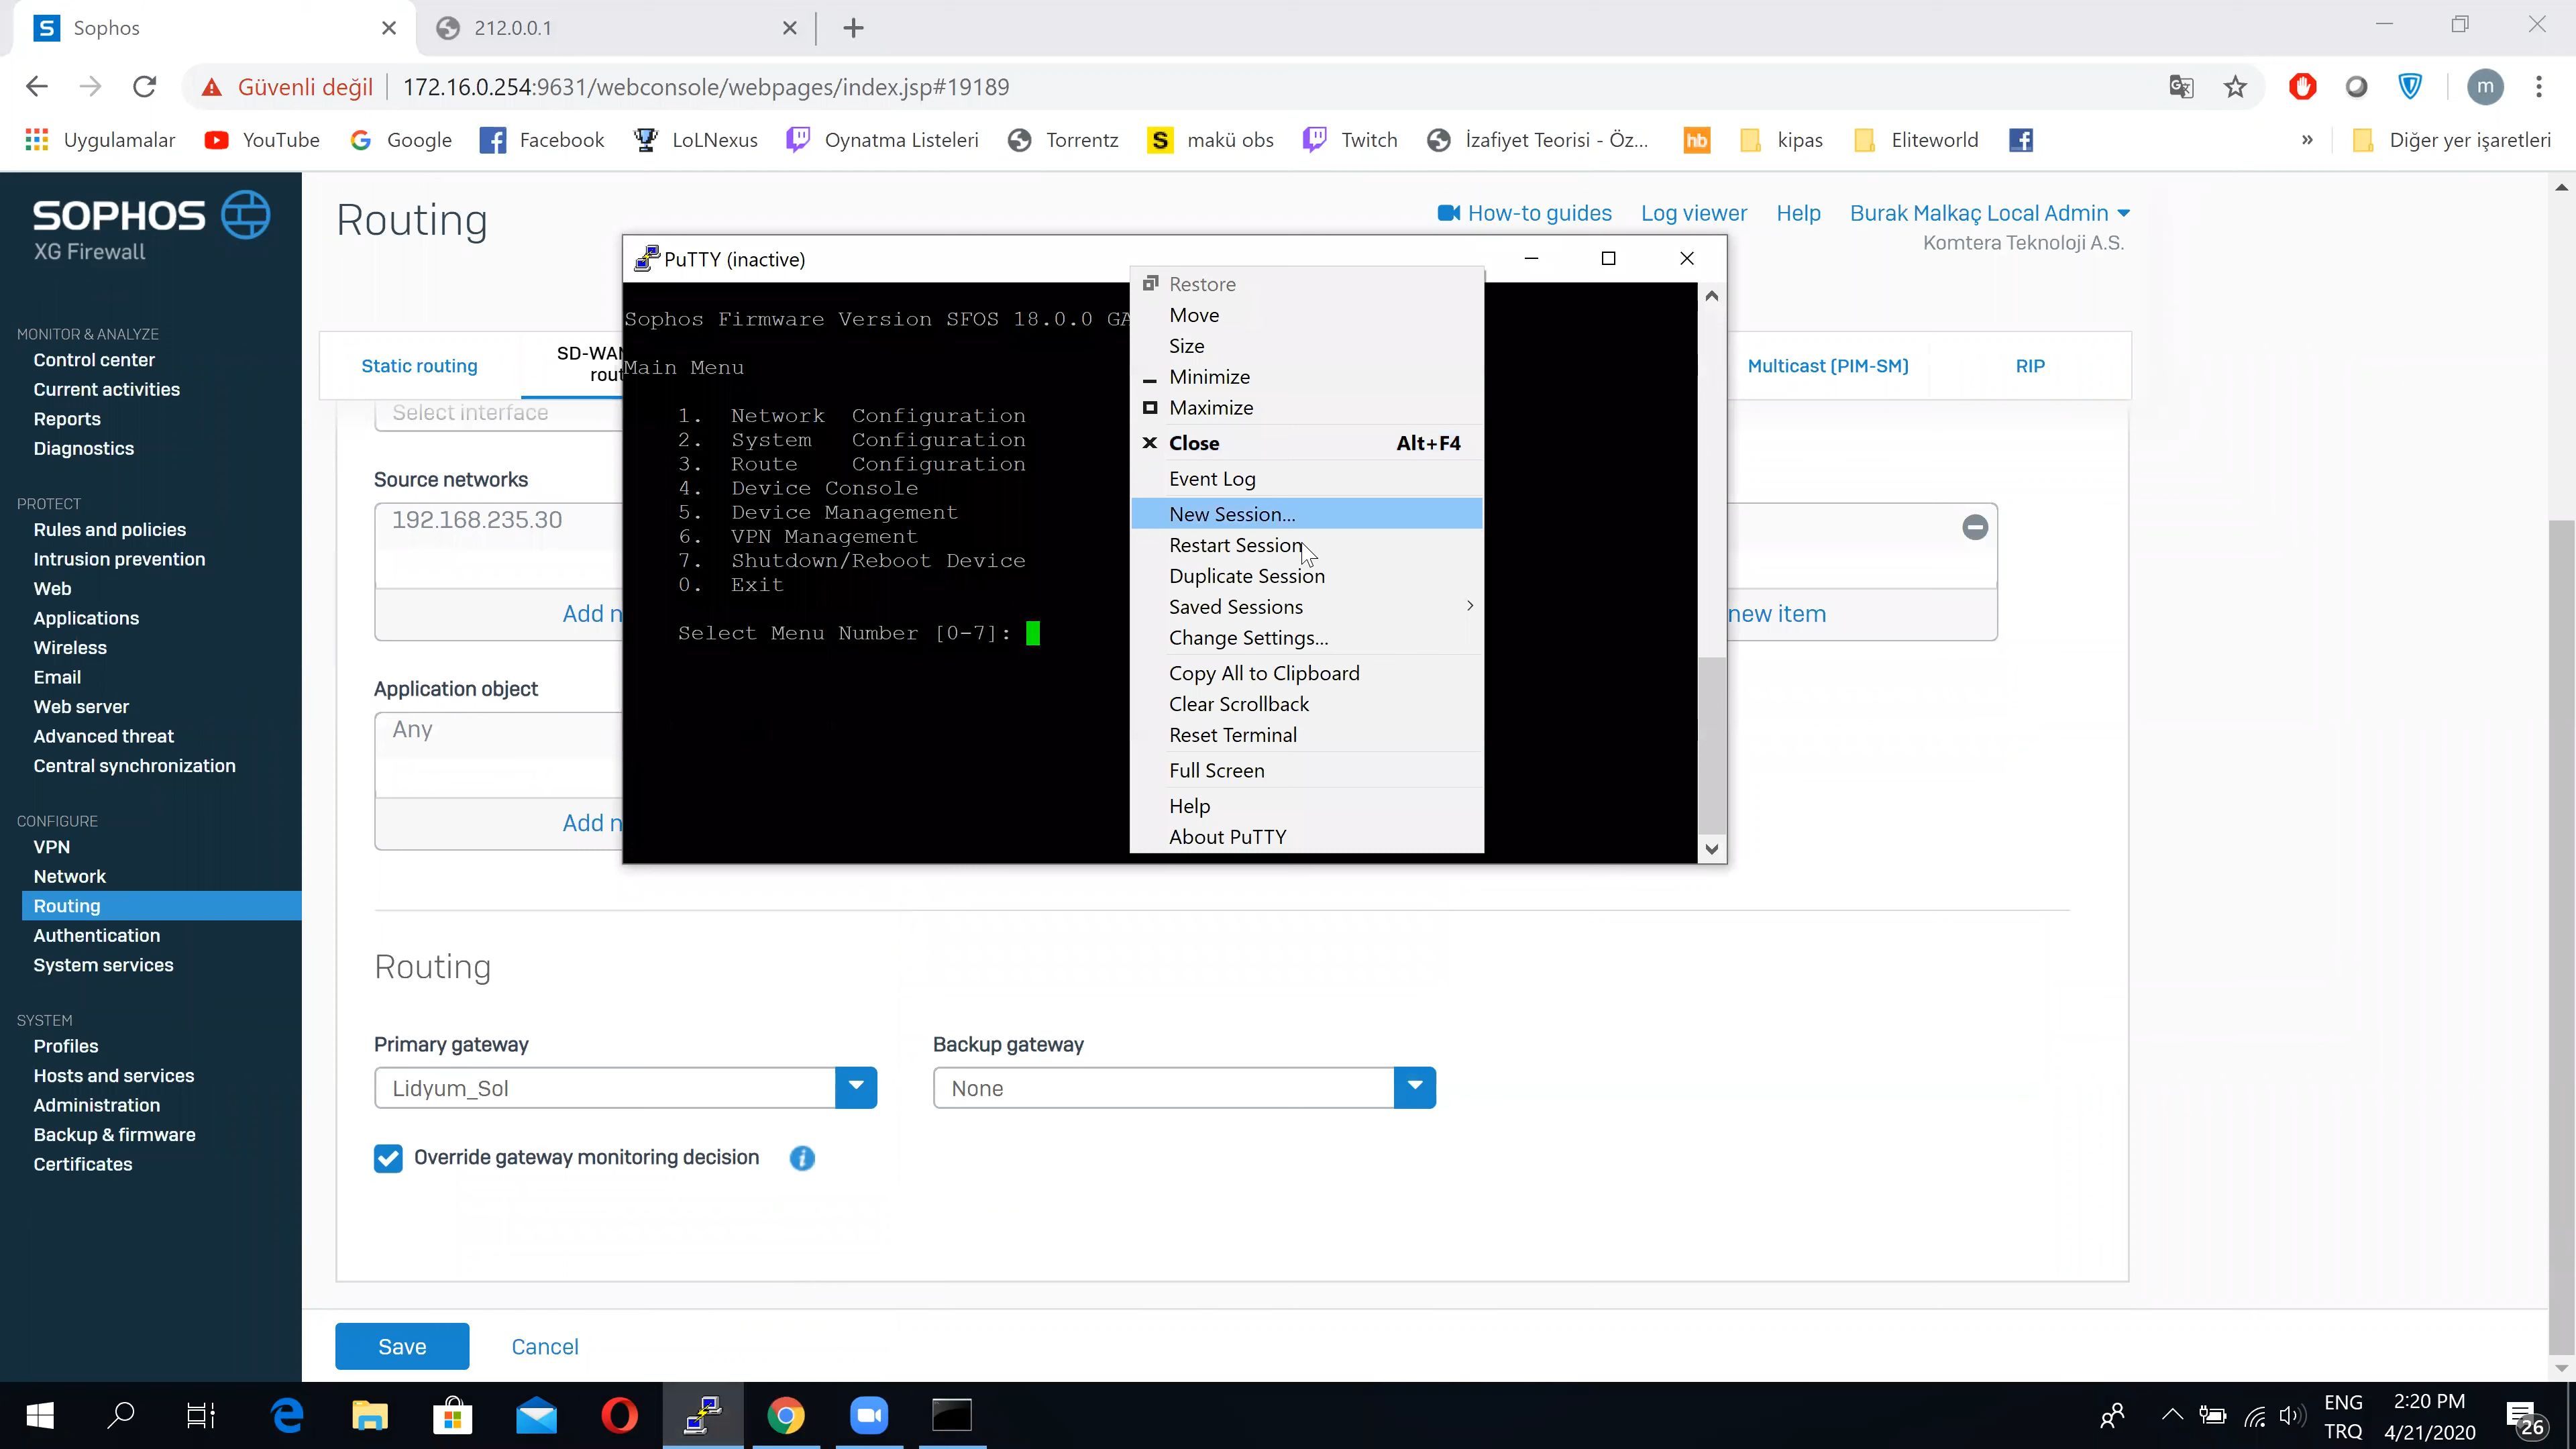 Sophos
212.0.0.1
Güvenli değil
172.16.0.254:9631/webconsole/webpages/index.jsp#19189
m
Uygulamalar
YouTube
Google
Facebook
LoLNexus
Oynatma Listeleri
Torrentz
makü obs
Twitch
İzafiyet Teorisi - Öz...
hb
kipas
Eliteworld
»
Diğer yer işaretleri
SOPHOS
XG Firewall
MONITOR & ANALYZE
Control center
Current activities
Reports
Diagnostics
PROTECT
Rules and policies
Intrusion prevention
Web
Applications
Wireless
Email
Web server
Advanced threat
Central synchronization
CONFIGURE
VPN
Network
Routing
Authentication
System services
SYSTEM
Profiles
Hosts and services
Administration
Backup & firmware
Certificates
Routing
How-to guides
Log viewer
Help
Burak Malkaç Local Admin
Komtera Teknoloji A.S.
Static routing
SD-WAN
rout
Multicast (PIM-SM)
RIP
Select interface
Source networks
192.168.235.30
Add n
new item
Application object
Any
Add n
PuTTY (inactive)
Sophos Firmware Version SFOS 18.0.0 GA
Main Menu
1. Network Configuration
2. System Configuration
3. Route Configuration
4. Device Console
5. Device Management
6. VPN Management
7. Shutdown/Reboot Device
0. Exit
Select Menu Number [0-7]:
Restore
Move
Size
Minimize
Maximize
Close Alt+F4
Event Log
New Session...
Restart Session
Duplicate Session
Saved Sessions
Change Settings...
Copy All to Clipboard
Clear Scrollback
Reset Terminal
Full Screen
Help
About PuTTY
Routing
Primary gateway
Lidyum_Sol
Backup gateway
None
Override gateway monitoring decision
Save
Cancel
ENG
TRQ
2:20 PM
4/21/2020
26